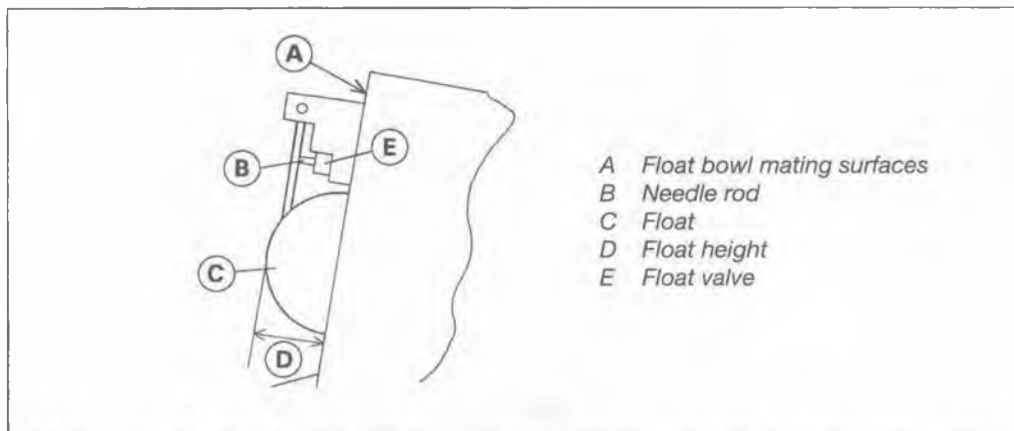 A
B
E
C
D
A Float bowl mating surfaces
B Needle rod
C Float
D Float height
E Float valve